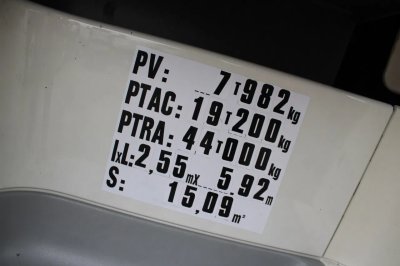 PV: 7T982kg
PTAC: 19T200kg
PTRA: 44T000kg
lxL: 2,55mx 5.92m
S: 15,09m²